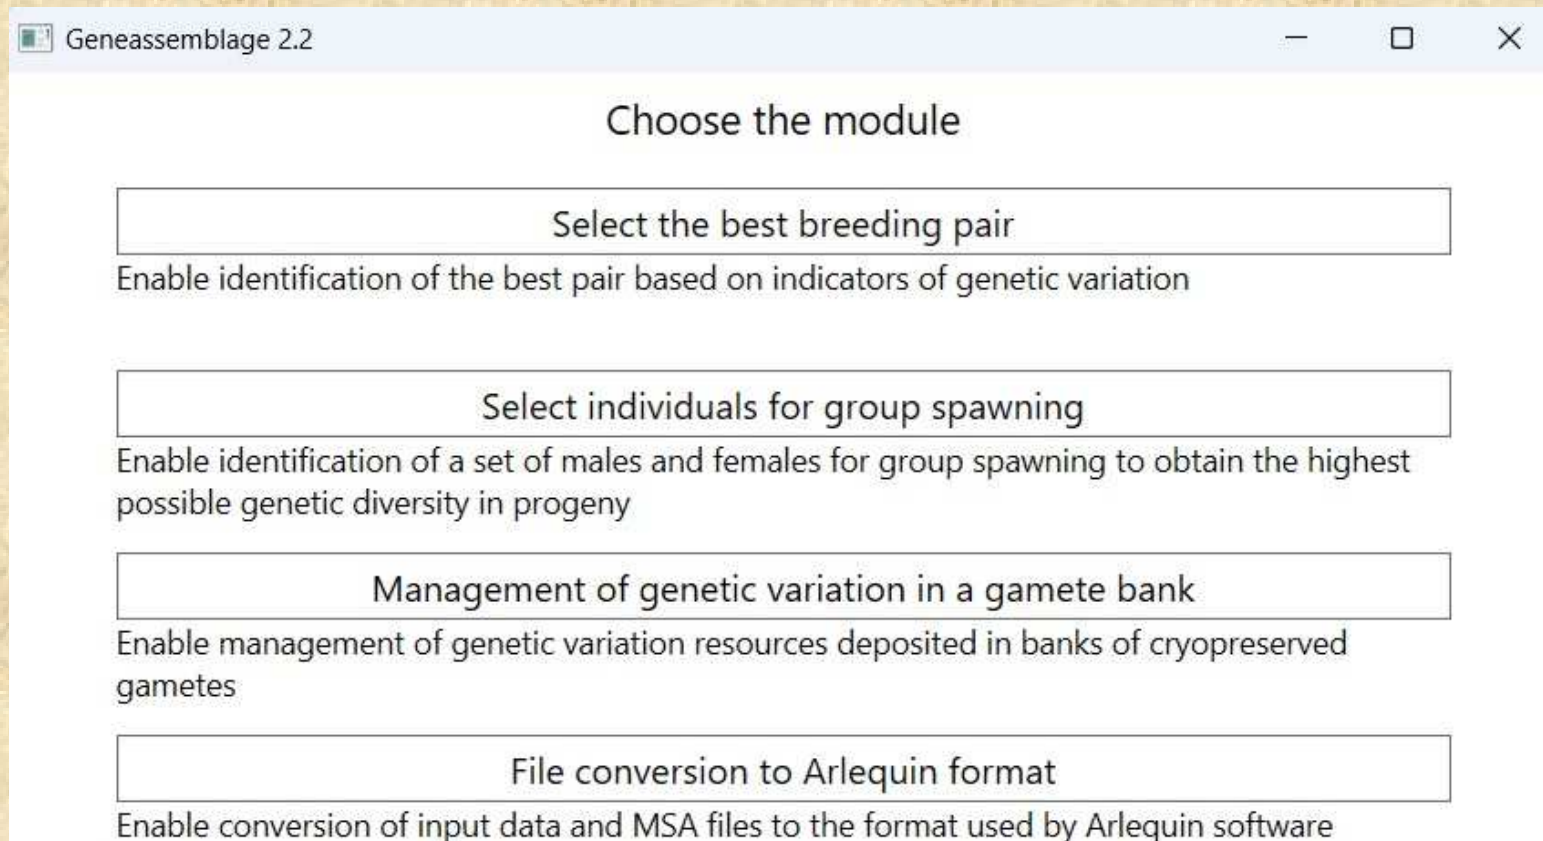 Geneassemblage 2.2
Choose the module
Select the best breeding pair
Enable identification of the best pair based on indicators of genetic variation
Select individuals for group spawning
Enable identification of a set of males and females for group spawning to obtain the highest
possible genetic diversity in progeny
Management of genetic variation in a gamete bank
Enable management of genetic variation resources deposited in banks of cryopreserved
gametes
File conversion to Arlequin format
Enable conversion of input data and MSA files to the format used by Arlequin software